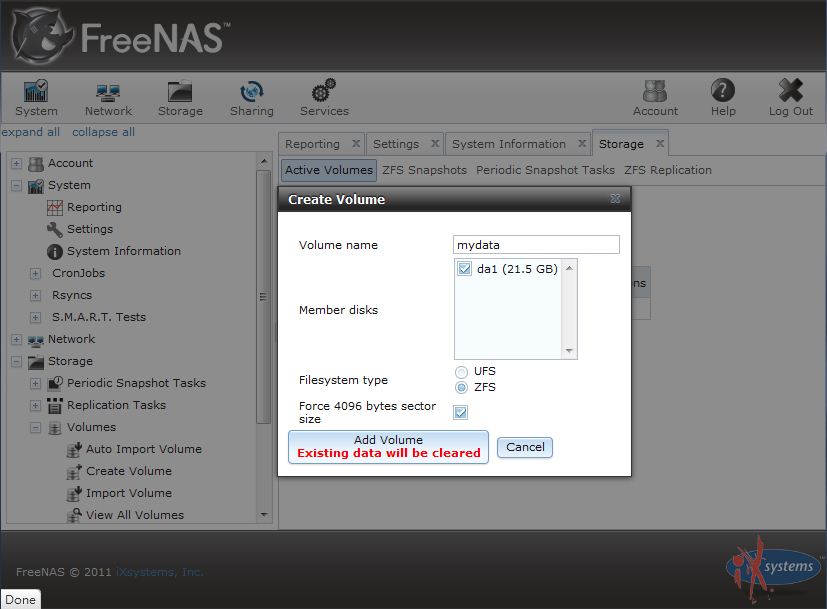 FreeNAS™
System Network Storage Sharing Services Account Help Log Out
expand all collapse all
Reporting Settings System Information Storage
Active Volumes ZFS Snapshots Periodic Snapshot Tasks ZFS Replication
Account
System
Reporting
Settings
System Information
CronJobs
Rsyncs
S.M.A.R.T. Tests
Network
Storage
Periodic Snapshot Tasks
Replication Tasks
Volumes
Auto Import Volume
Create Volume
Import Volume
View All Volumes
Create Volume
Volume name mydata
Member disks da1 (21.5 GB)
Filesystem type UFS
ZFS
Force 4096 bytes sector
size
Add Volume
Existing data will be cleared
Cancel
ns
FreeNAS © 2011 iXsystems, Inc.
iXsystems
Done